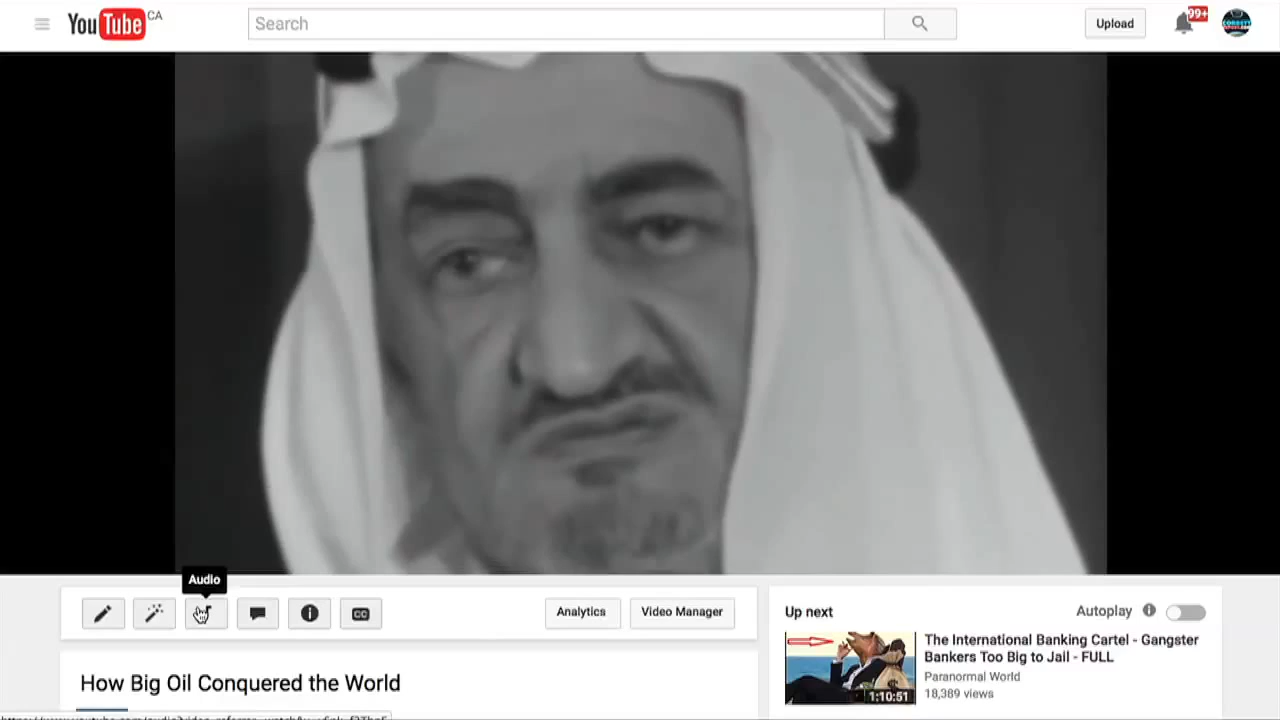 YouTube CA
Search
Upload
99+
Audio
CC
Analytics
Video Manager
Up next
Autoplay
The International Banking Cartel - Gangster
Bankers Too Big to Jail - FULL
Paranormal World
18,389 views
1:10:51
How Big Oil Conquered the World